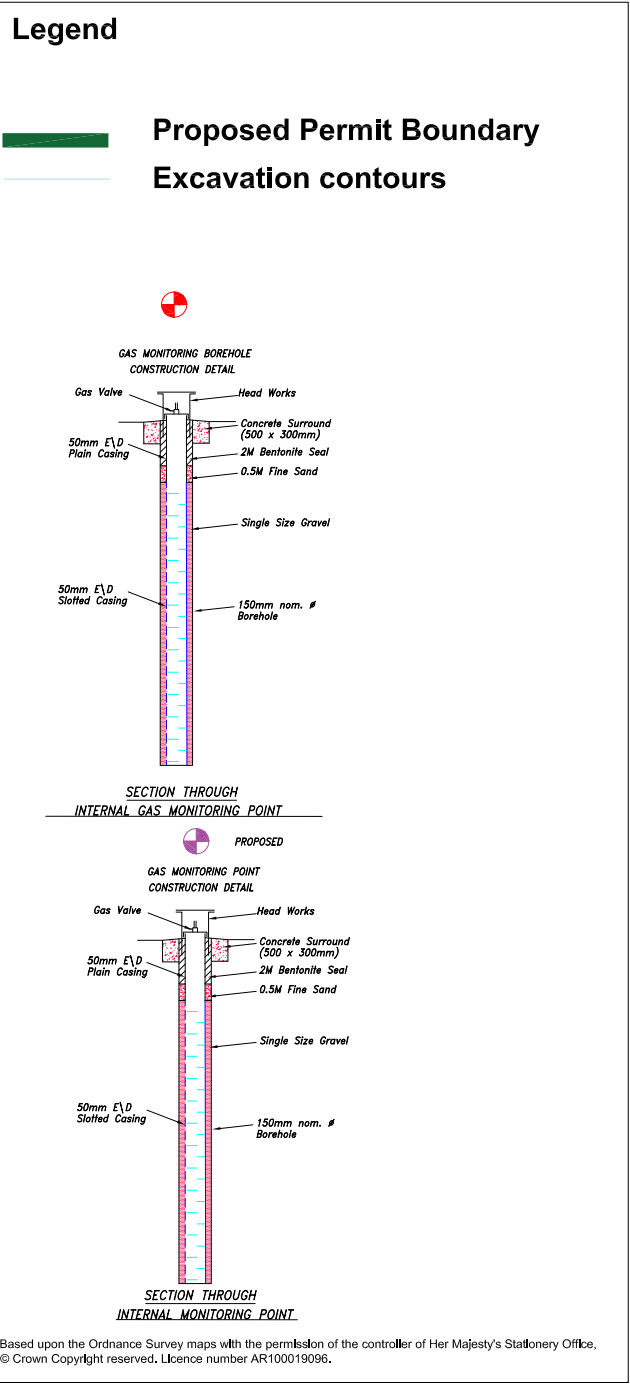 Legend
Proposed Permit Boundary
Excavation contours
GAS MONITORING BOREHOLE
CONSTRUCTION DETAIL
Gas Valve
Head Works
Concrete Surround
(500 x 300mm)
50mm E\D
Plain Casing
2M Bentonite Seal
0.5M Fine Sand
Single Size Gravel
50mm E\D
Slotted Casing
150mm nom. ø
Borehole
SECTION THROUGH
INTERNAL GAS MONITORING POINT
PROPOSED
GAS MONITORING POINT
CONSTRUCTION DETAIL
Gas Valve
Head Works
Concrete Surround
(500 x 300mm)
50mm E\D
Plain Casing
2M Bentonite Seal
0.5M Fine Sand
Single Size Gravel
50mm E\D
Slotted Casing
150mm nom. ø
Borehole
SECTION THROUGH
INTERNAL MONITORING POINT
Based upon the Ordnance Survey maps with the permission of the controller of Her Majesty's Stationery Office,
© Crown Copyright reserved. Licence number AR100019096.